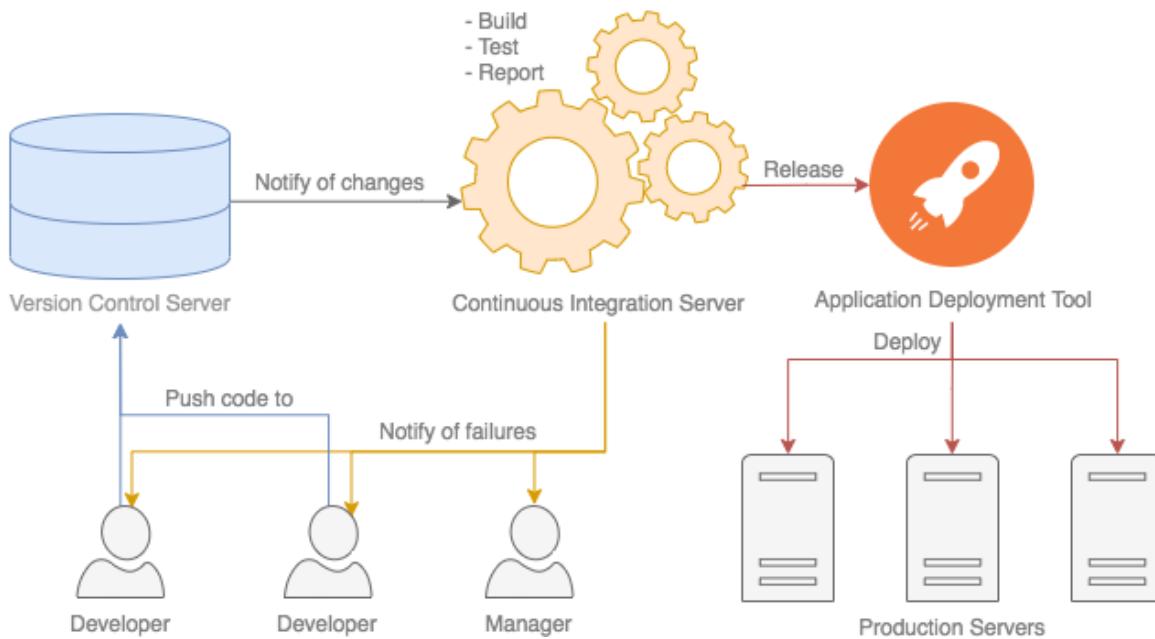 - Build
- Test
- Report
Notify of changes
Release
Version Control Server
Continuous Integration Server
Application Deployment Tool
Deploy
Push code to
Notify of failures
Developer
Developer
Manager
Production Servers